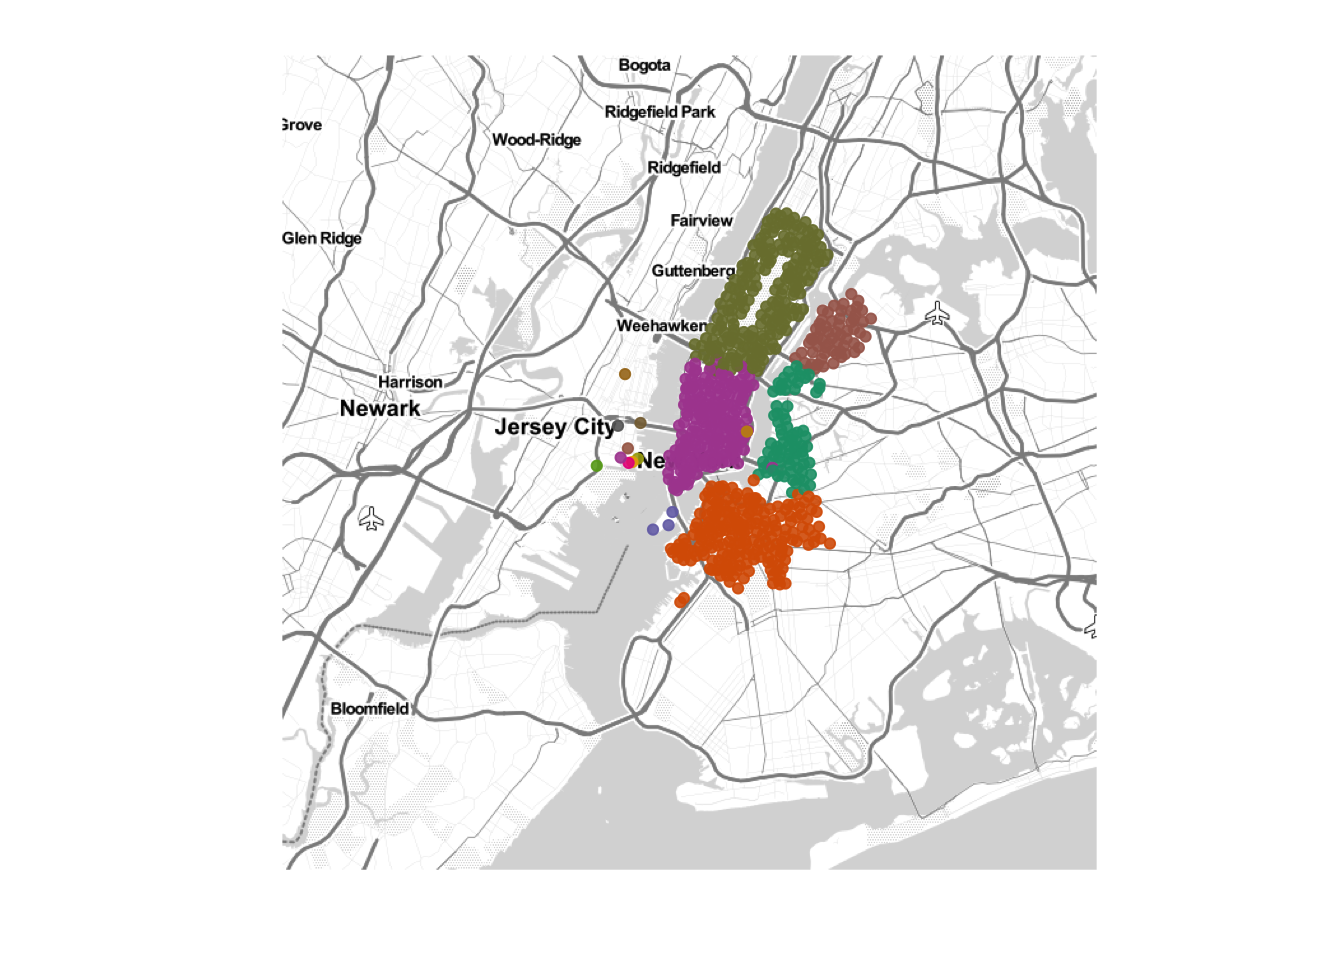 Bogota
Ridgefield Park
Grove
Wood-Ridge
Ridgefield
Fairview
Glen Ridge
Guttenberg
Weehawken
Harrison
Newark
Jersey City
Ne
Bloomfield